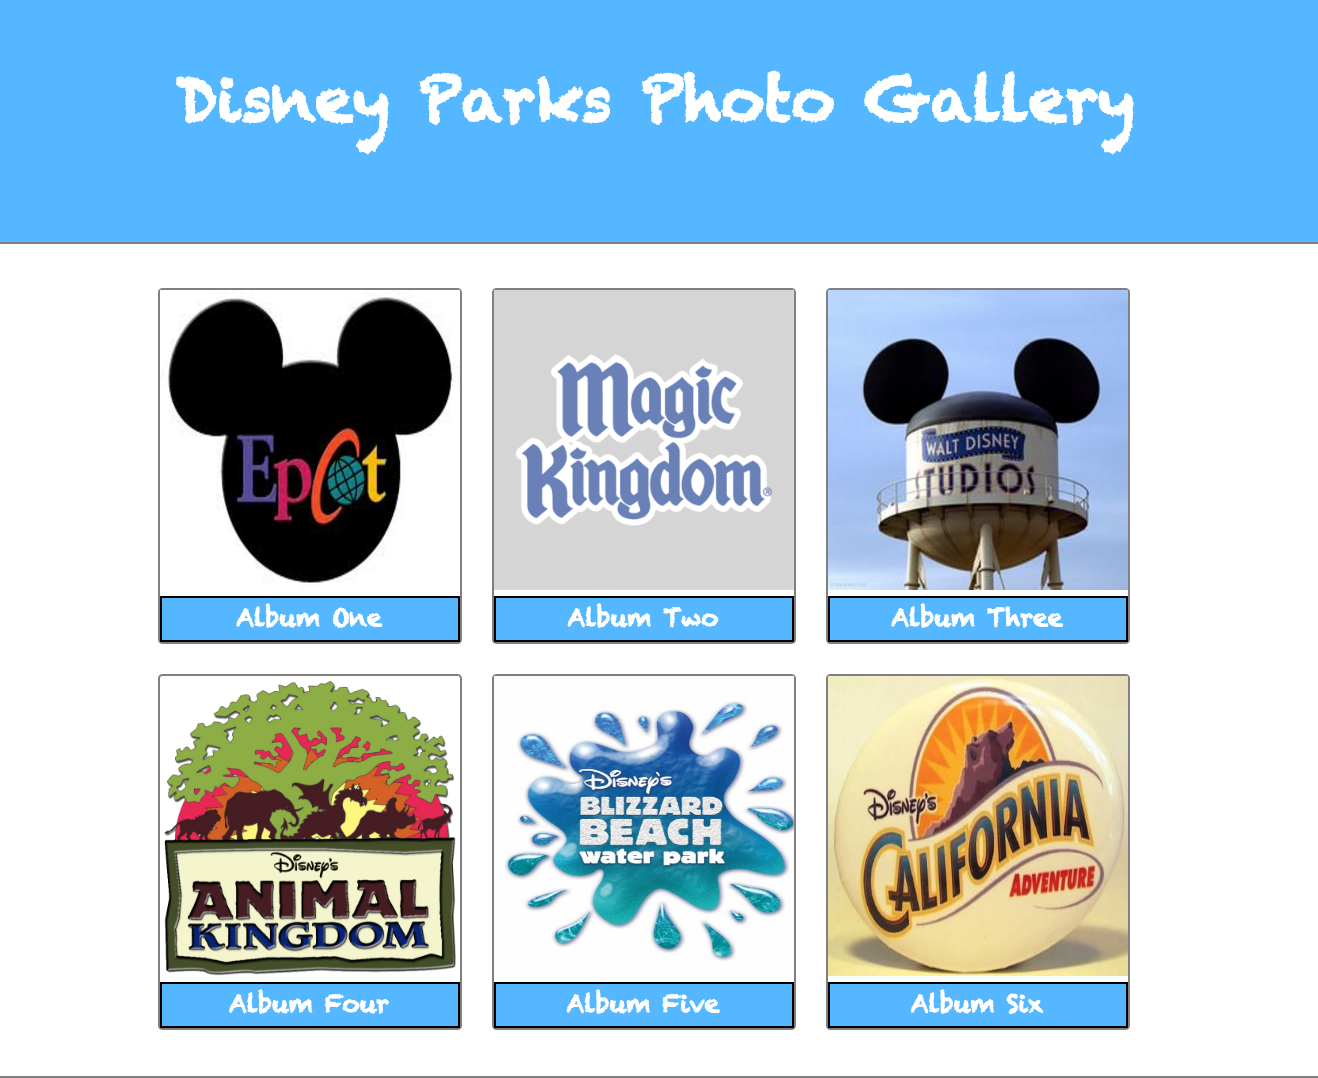 Disney Parks Photo Gallery
Epcot
Magic
Kingdom®
WALT DISNEY
STUDIOS
Album One
Album Two
Album Three
Disney's
ANIMAL
KINGDOM
Disney's
BLIZZARD
BEACH
water park
Disney's
CALIFORNIA
ADVENTURE
Album Four
Album Five
Album Six